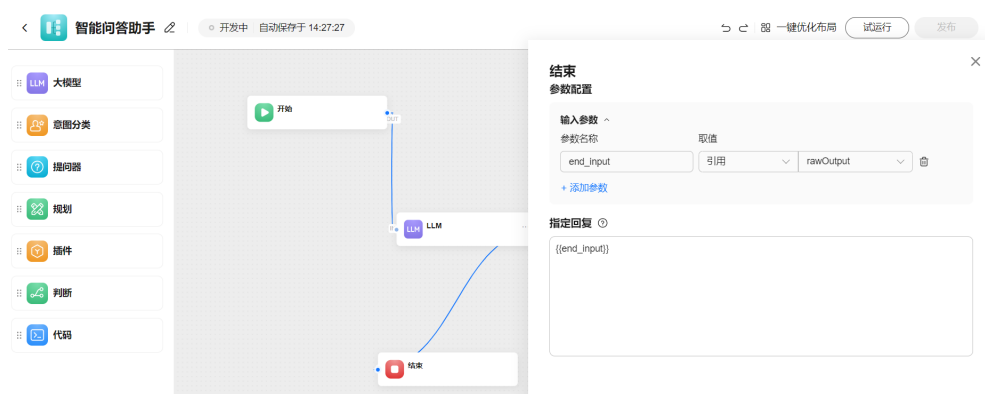 智能问答助手
开发中 自动保存于 14:27:27
一键优化布局
试运行
发布
LLM 大模型
意图分类
提问器
规划
插件
判断
代码
开始
OUT
LLM LLM
结束
结束
参数配置
输入参数
参数名称 取值
end_input 引用 rawOutput
+ 添加参数
指定回复
{{end_input}}